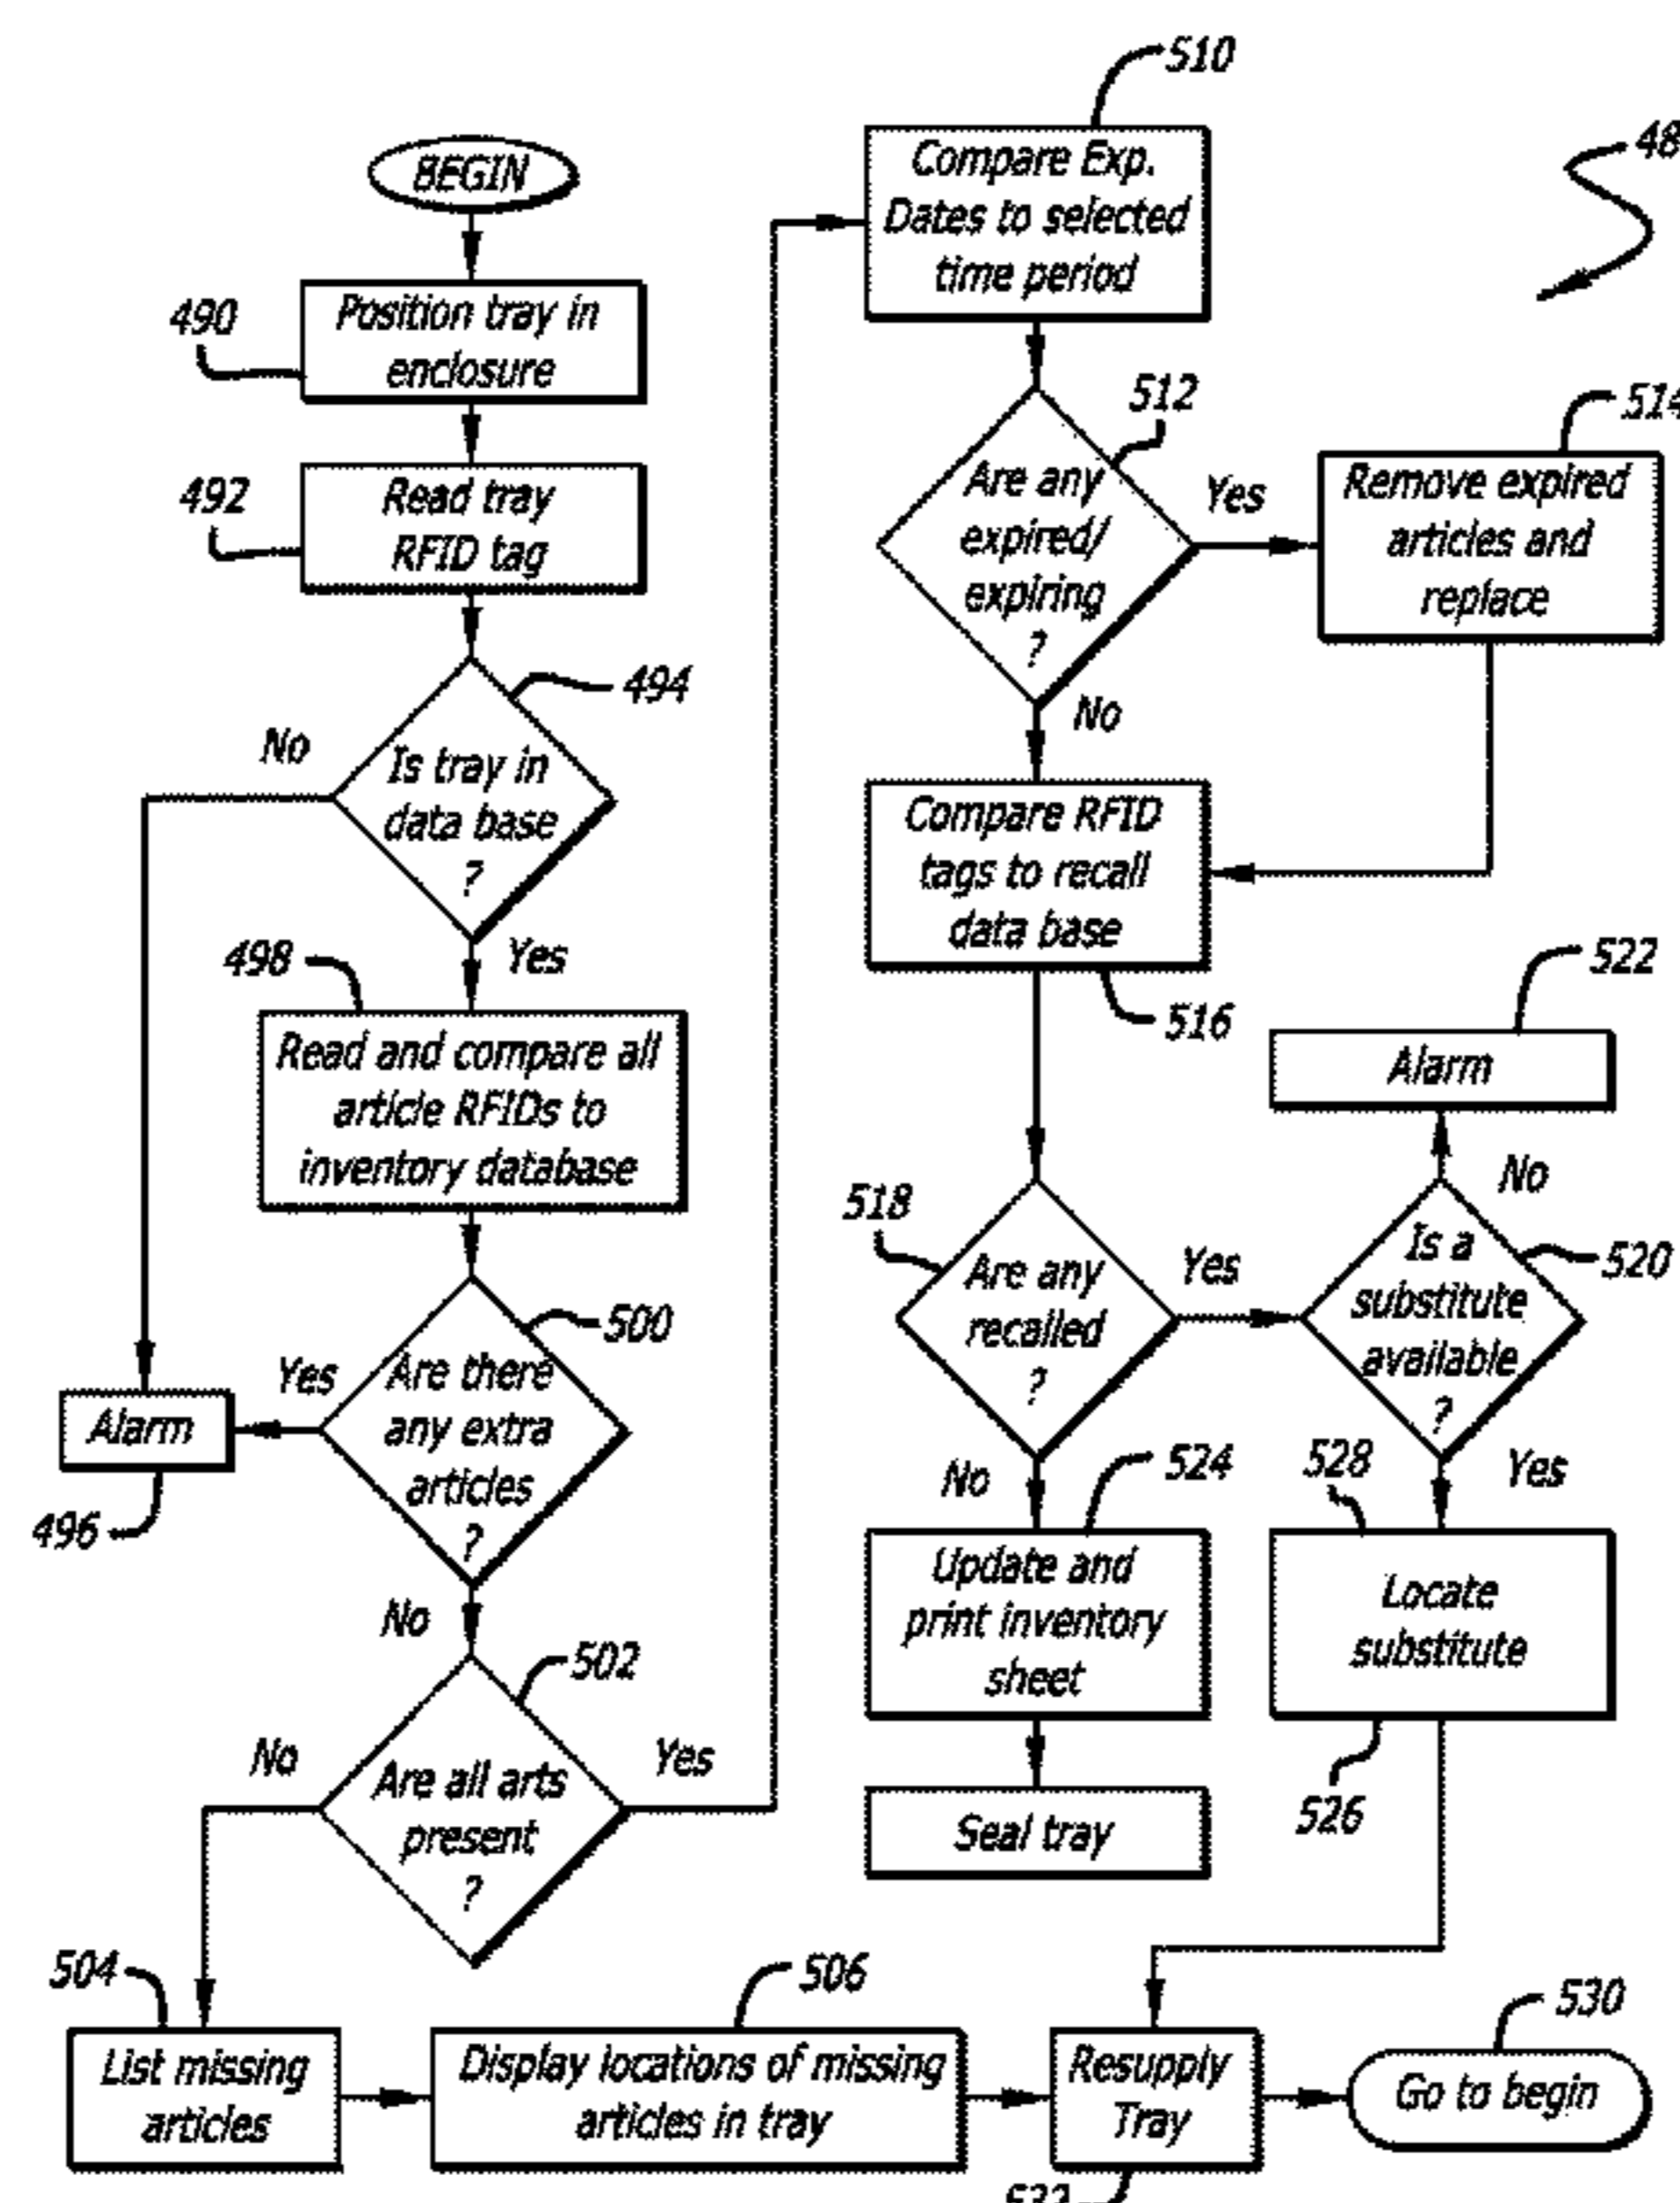 BEGIN
490
Position tray in
enclosure
492
Read tray
RFID tag
494
No
Is tray in
data base
?
Yes
498
Read and compare all
article RFIDs to
inventory database
500
Yes
Are there
any extra
articles
?
Alarm
496
No
502
No
Are all arts
present
?
Yes
504
List missing
articles
506
Display locations of missing
articles in tray
510
Compare Exp.
Dates to selected
time period
48
512
Are any
expired/
expiring
?
Yes
514
Remove expired
articles and
replace
No
Compare RFID
tags to recall
data base
516
522
Alarm
No
518
Are any
recalled
?
Yes
520
Is a
substitute
available
?
No
524
Update and
print inventory
sheet
Seal tray
Yes
528
Locate
substitute
526
Resupply
Tray
530
Go to begin